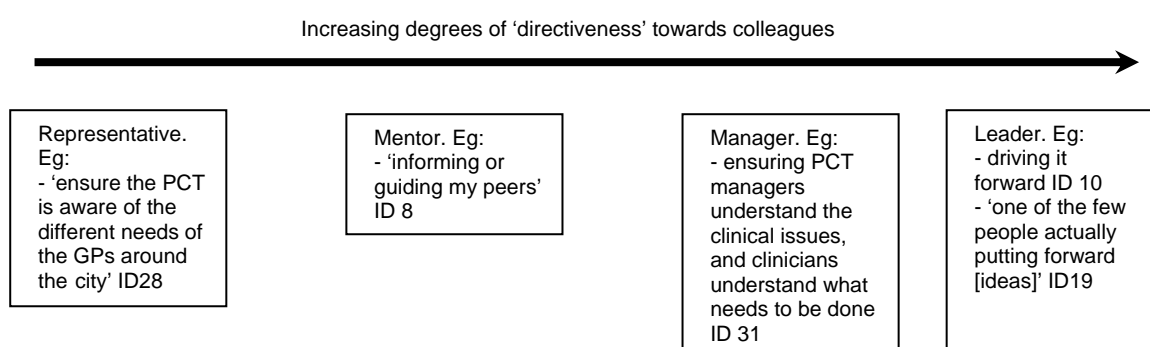 Increasing degrees of ‘directiveness’ towards colleagues
Representative.
Eg:
- ‘ensure the PCT
is aware of the
different needs of
the GPs around
the city’ ID28
Mentor. Eg:
- ‘informing or
guiding my peers’
ID 8
Manager. Eg:
- ensuring PCT
managers
understand the
clinical issues,
and clinicians
understand what
needs to be done
ID 31
Leader. Eg:
- driving it
forward ID 10
- ‘one of the few
people actually
putting forward
[ideas]’ ID19